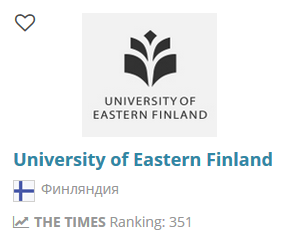 UNIVERSITY OF
EASTERN FINLAND
University of Eastern Finland
Финляндия
THE TIMES Ranking: 351